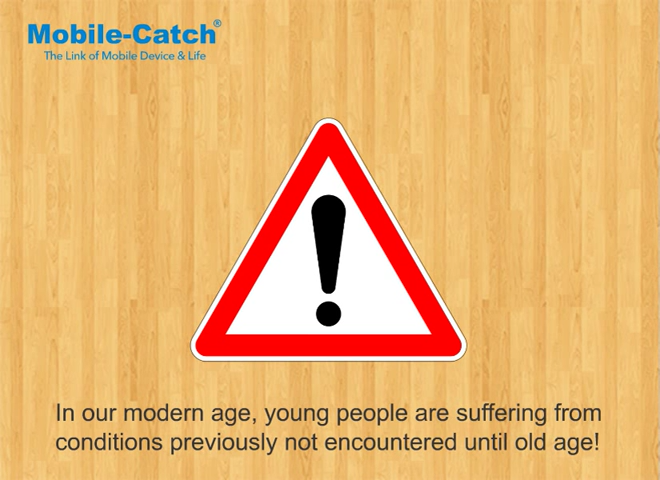 Mobile-Catch®
The Link of Mobile Device & Life
!
In our modern age, young people are suffering from
conditions previously not encountered until old age!